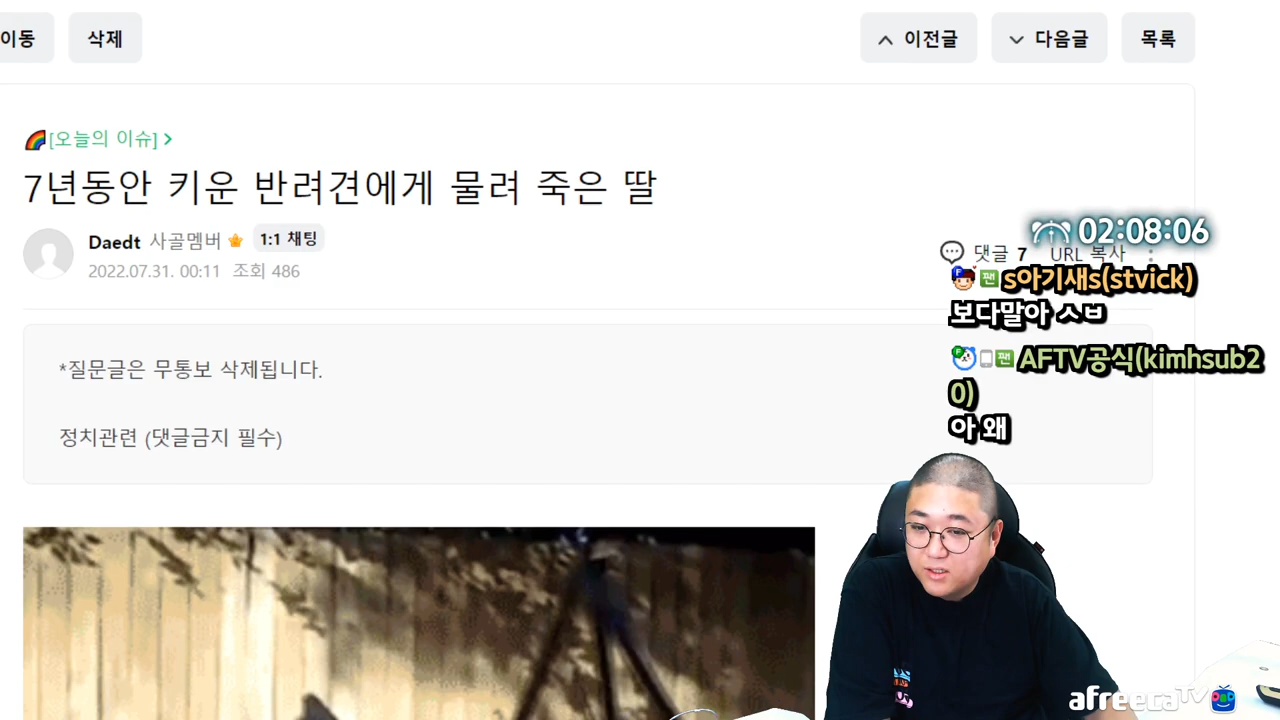 이동
삭제
이전글
다음글
목록
[오늘의 이슈]
7년동안 키운 반려견에게 물려 죽은 딸
Daedt 사골멤버 1:1 채팅
2022.07.31. 00:11 조회 486
댓글 7 URL 복사
02:08:06
팬 s아기새s(stvick)
보다말아 ㅅㅂ
팬 AFTV공식(kimhsub2
0)
아 왜
*질문글은 무통보 삭제됩니다.
정치관련 (댓글금지 필수)
afreecaTV